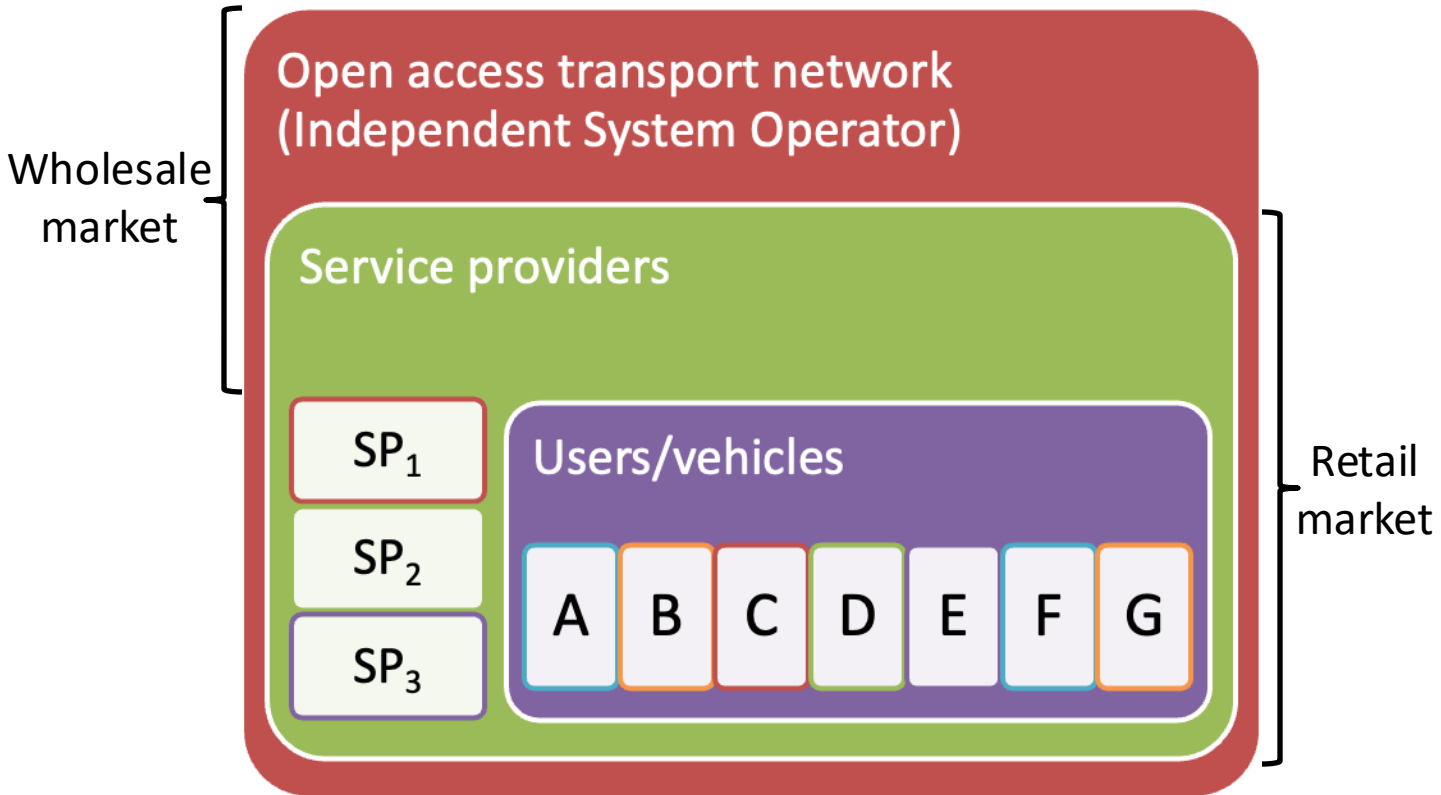 Open access transport network
(Independent System Operator)
Wholesale
market
Service providers
SP₁
SP₂
SP₃
Users/vehicles
A B C D E F G
Retail
market